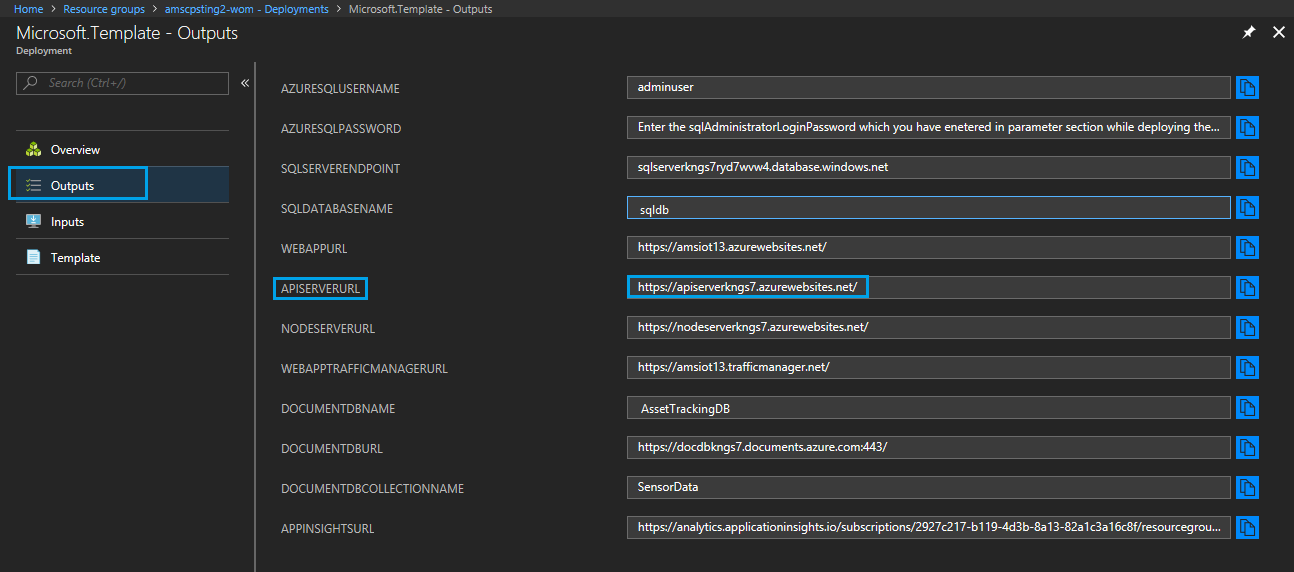 Home > Resource groups > amscpsting2-wom - Deployments > Microsoft.Template - Outputs
Microsoft.Template - Outputs
Deployment
Search (Ctrl+/)
Overview
Outputs
Inputs
Template
AZURESQLUSERNAME adminuser
AZURESQLPASSWORD Enter the sqlAdministratorLoginPassword which you have enetered in parameter section while deploying the...
SQLSERVERENDPOINT sqlserverkngs7ryd7wvw4.database.windows.net
SQLDATABASENAME sqldb
WEBAPPURL https://amsiot13.azurewebsites.net/
APISERVERURL https://apiserverkngs7.azurewebsites.net/
NODESERVERURL https://nodeserverkngs7.azurewebsites.net/
WEBAPPTRAFFICMANAGERURL https://amsiot13.trafficmanager.net/
DOCUMENTDBNAME AssetTrackingDB
DOCUMENTDBURL https://docdbkngs7.documents.azure.com:443/
DOCUMENTDBCOLLECTIONNAME SensorData
APPINSIGHTSURL https://analytics.applicationinsights.io/subscriptions/2927c217-b119-4d3b-8a13-82a1c3a16c8f/resourcegrou...